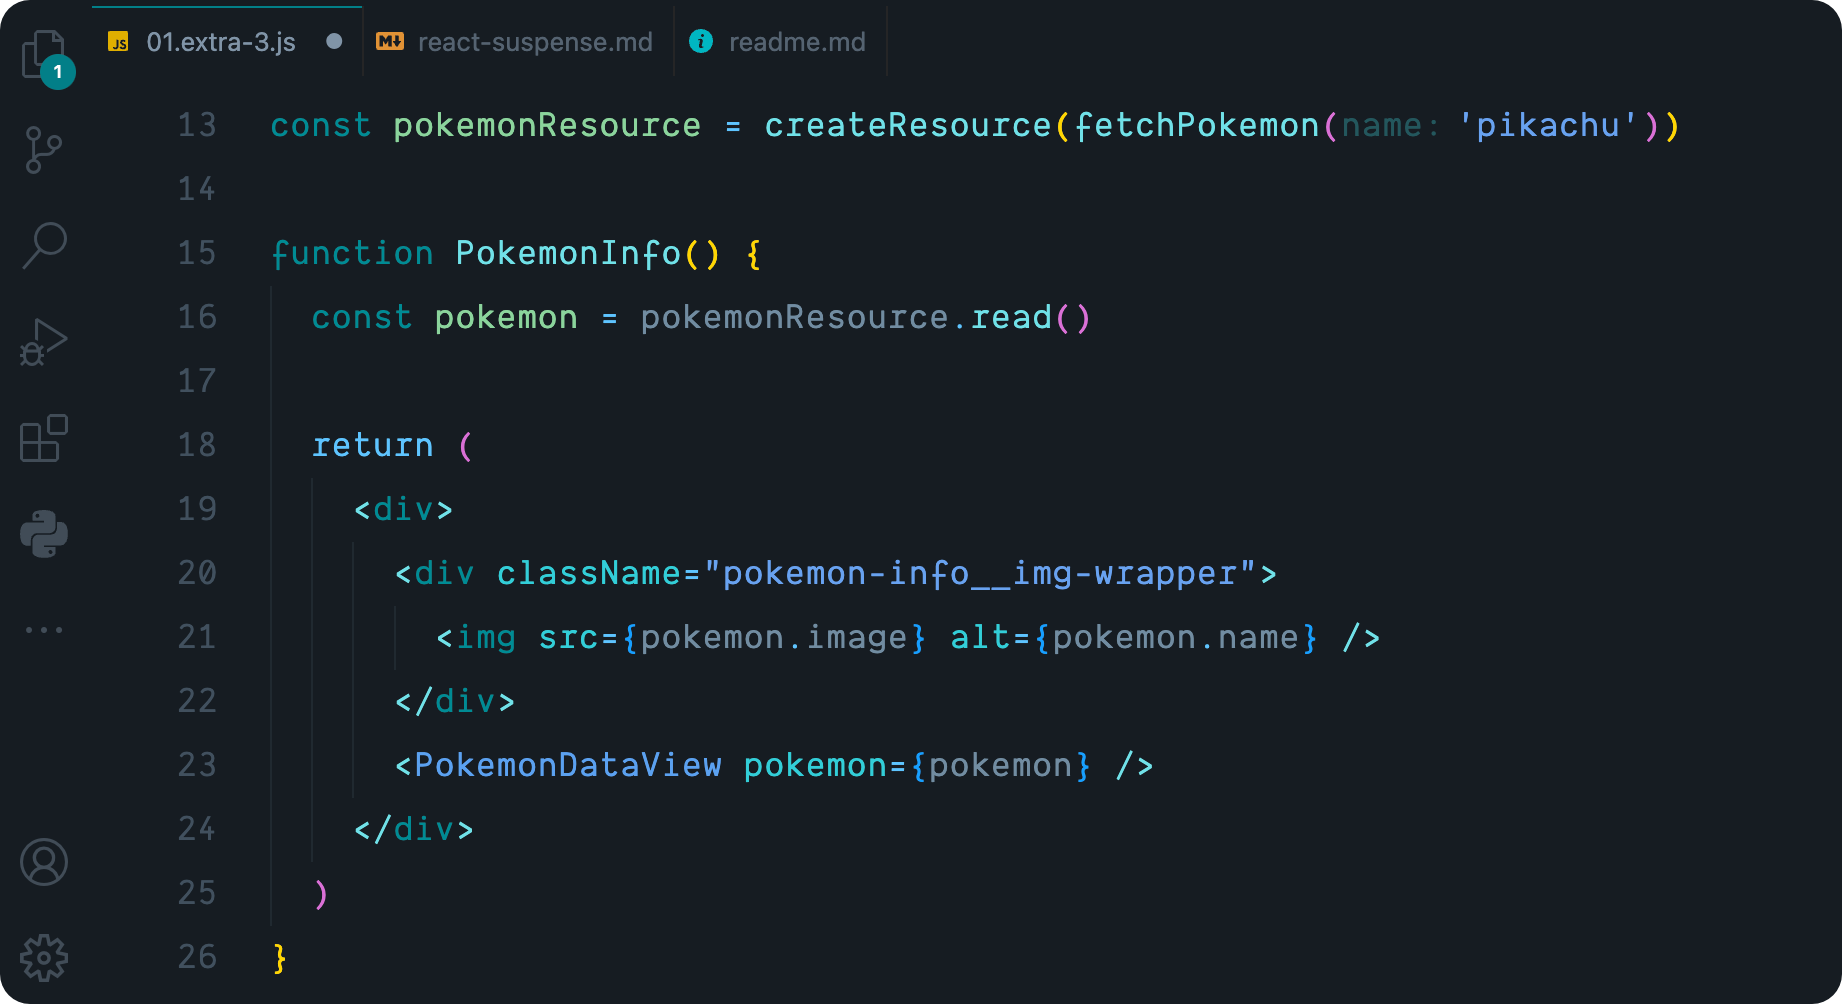 JS 01.extra-3.js M↓ react-suspense.md i readme.md
1
13 const pokemonResource = createResource(fetchPokemon(name: 'pikachu'))
14
15 function PokemonInfo() {
16 const pokemon = pokemonResource.read()
17
18 return (
19 <div>
20 <div className="pokemon-info__img-wrapper">
21 <img src={pokemon.image} alt={pokemon.name} />
22 </div>
23 <PokemonDataView pokemon={pokemon} />
24 </div>
25 )
26 }